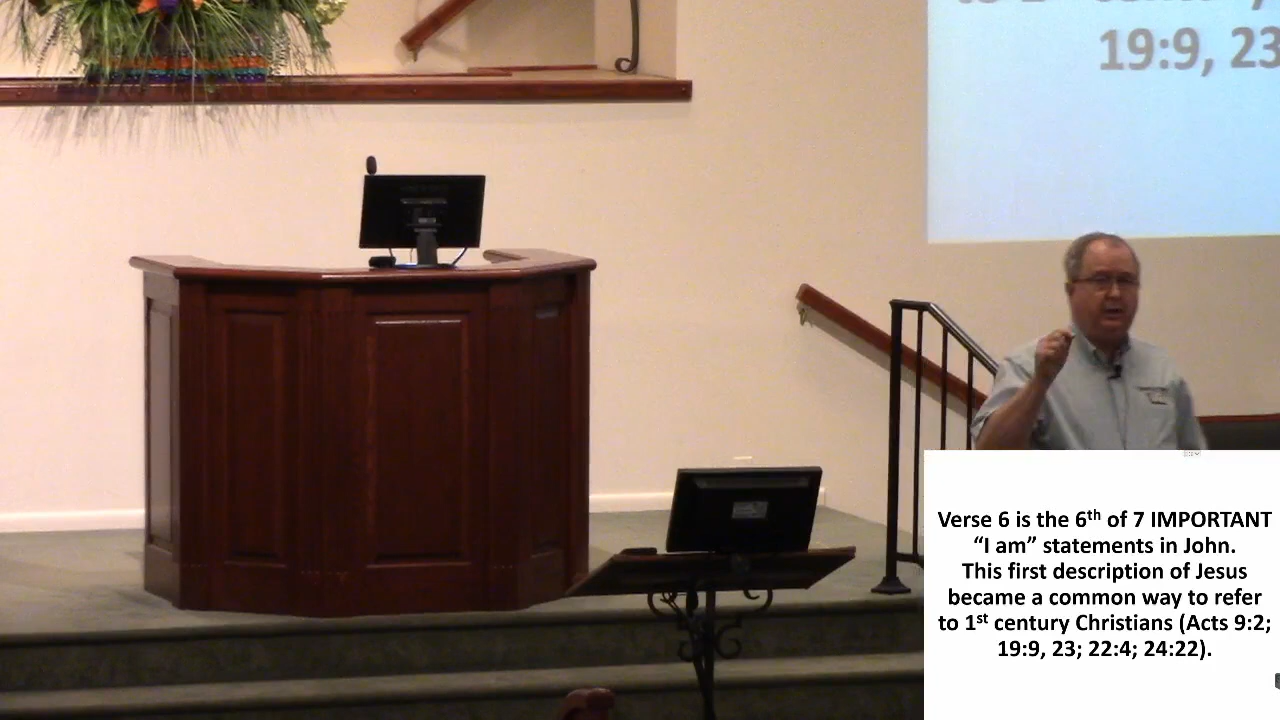 19:9, 23
Verse 6 is the 6th of 7 IMPORTANT
“I am” statements in John.
This first description of Jesus
became a common way to refer
to 1st century Christians (Acts 9:2;
19:9, 23; 22:4; 24:22).